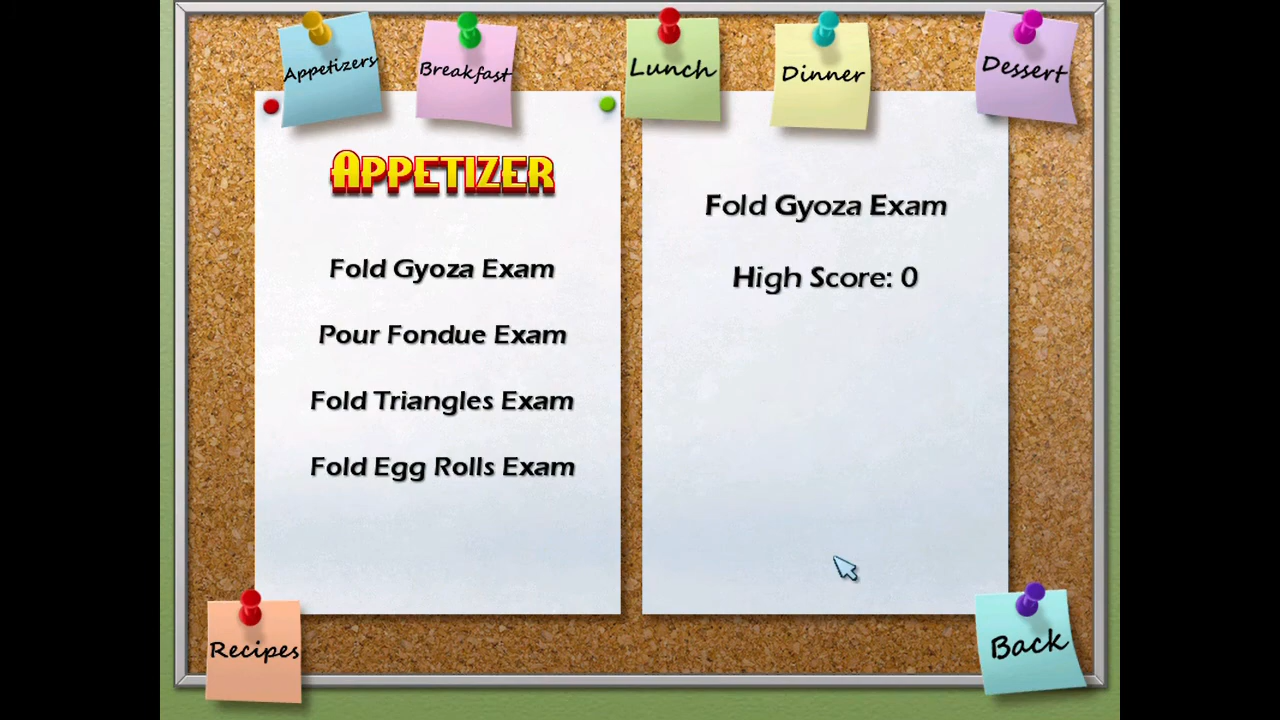 Appetizers
Breakfast
Lunch
Dinner
Dessert
APPETIZER
Fold Gyoza Exam
Pour Fondue Exam
Fold Triangles Exam
Fold Egg Rolls Exam
Fold Gyoza Exam
High Score: 0
Recipes
Back